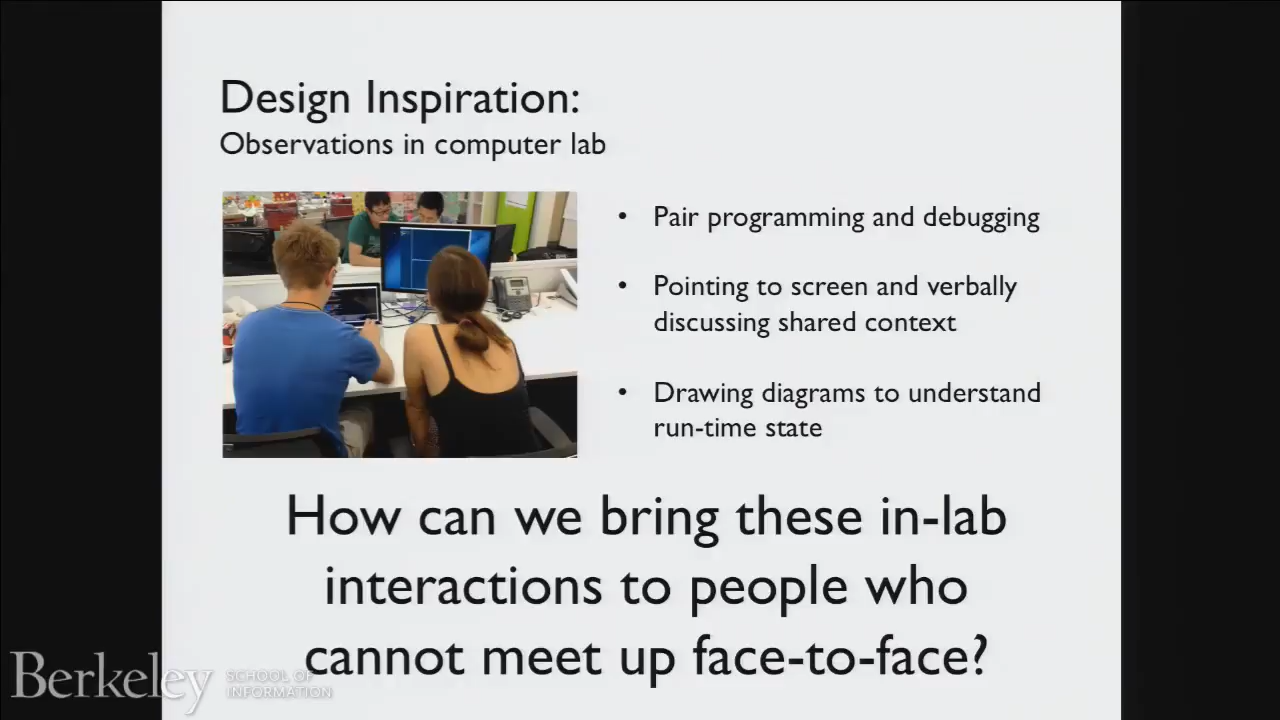 Design Inspiration:
Observations in computer lab
• Pair programming and debugging
• Pointing to screen and verbally
discussing shared context
• Drawing diagrams to understand
run-time state
How can we bring these in-lab
interactions to people who
cannot meet up face-to-face?
Berkeley SCHOOL OF
INFORMATION